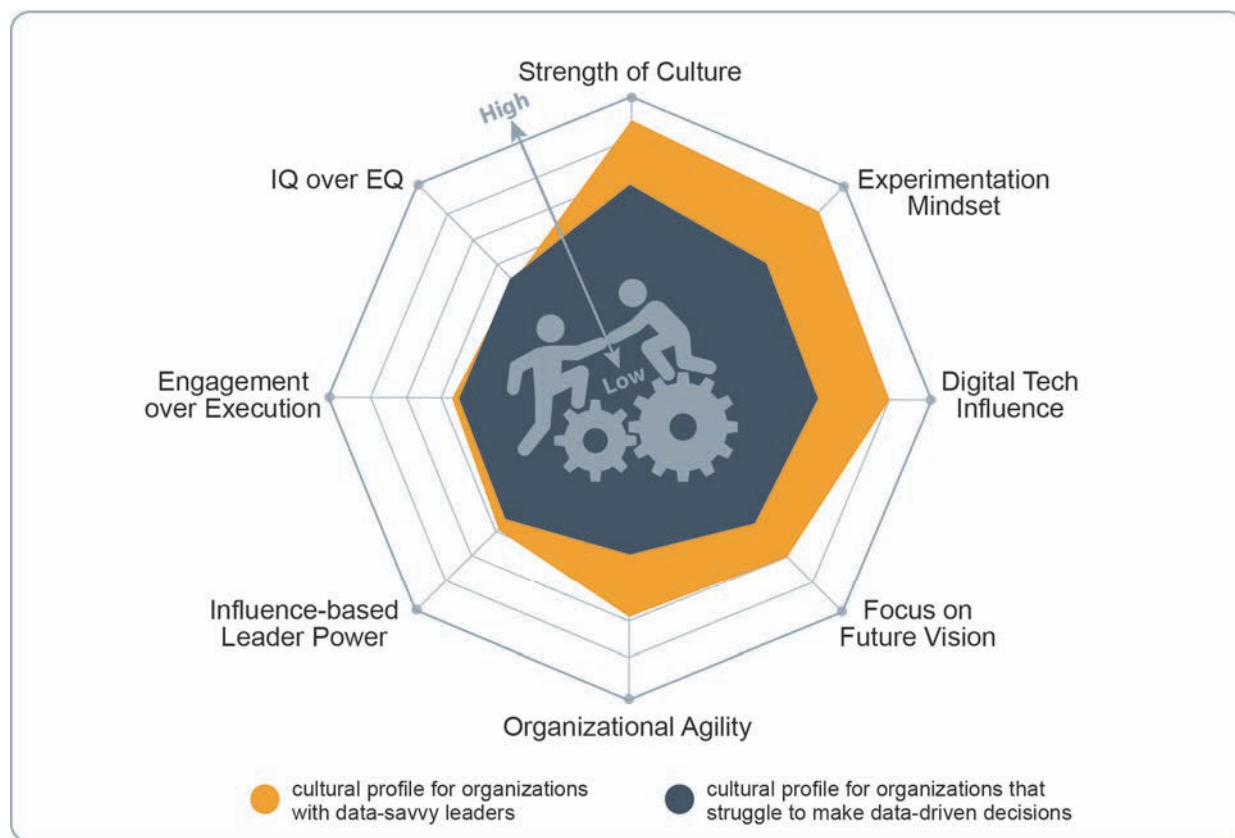 Strength of Culture
High
IQ over EQ
Experimentation
Mindset
Engagement
over Execution
Low
Digital Tech
Influence
Influence-based
Leader Power
Focus on
Future Vision
Organizational Agility
cultural profile for organizations
with data-savvy leaders
cultural profile for organizations that
struggle to make data-driven decisions